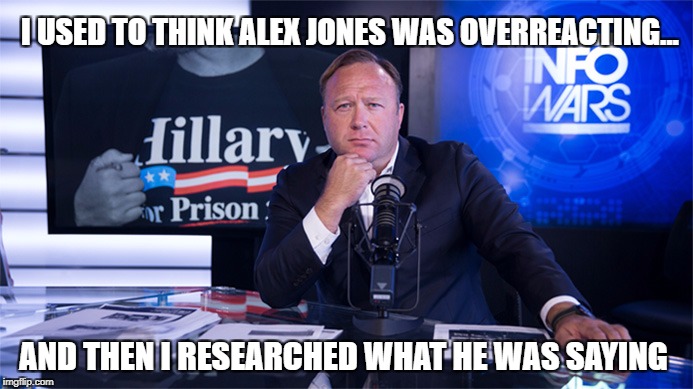 I USED TO THINK ALEX JONES WAS OVERREACTING...
INFO
WARS
Hillary
or Prison
AND THEN I RESEARCHED WHAT HE WAS SAYING
imgflip.com